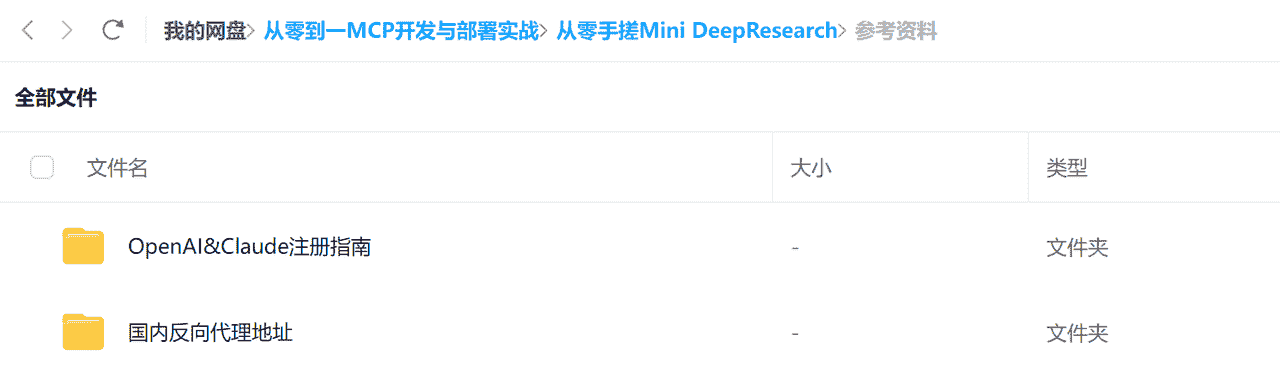 我的网盘> 从零到一MCP开发与部署实战> 从零手搓Mini DeepResearch> 参考资料
全部文件
文件名 大小 类型
OpenAI&Claude注册指南 - 文件夹
国内反向代理地址 - 文件夹